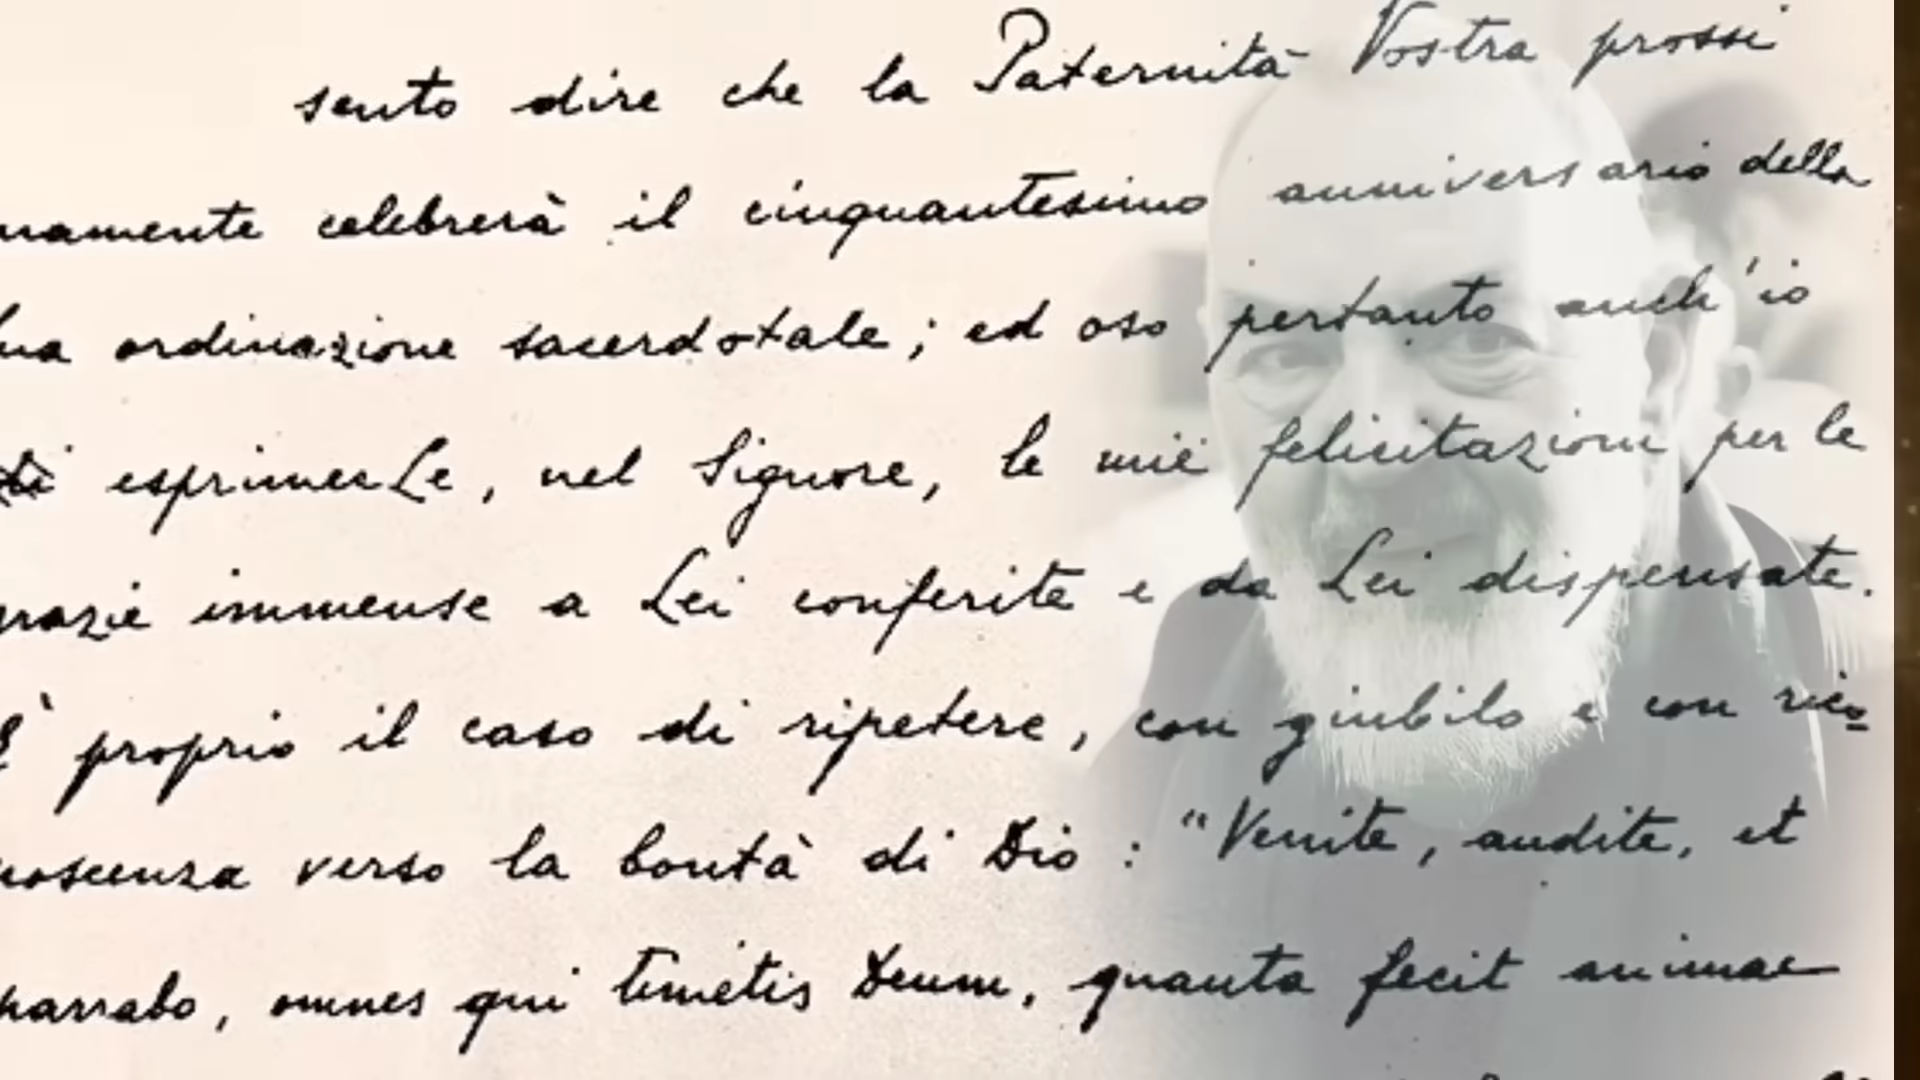 sento dire che la Paternità Vostra prossi
mamente celebrerà il cinquantesimo anniversario della
ua ordinazione sacerdotale; ed oso pertanto anch'io
esprimerLe, nel Signore, le mie felicitazioni per le
grazie immense a Lei conferite e da Lei dispensate.
È proprio il caso di ripetere, con giubilo e con rico=
noscenza verso la bontà di Dio: "Venite, audite, et
narrabo, omnes qui timetis Deum, quanta fecit animae